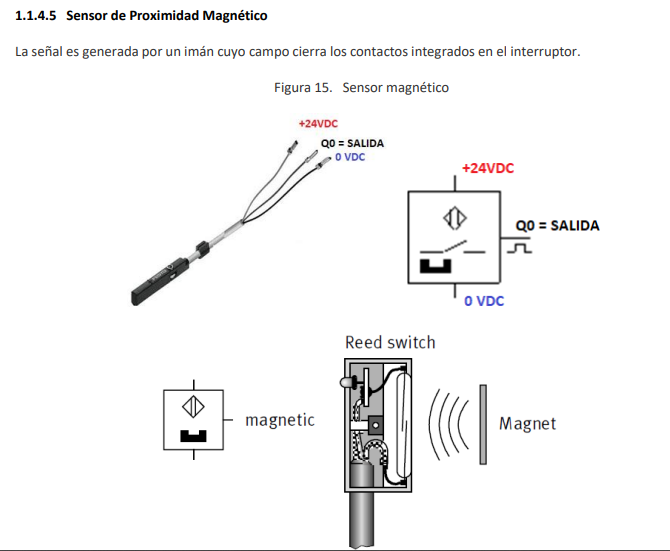 1.1.4.5 Sensor de Proximidad Magnético
La señal es generada por un imán cuyo campo cierra los contactos integrados en el interruptor.
Figura 15. Sensor magnético
+24VDC
Q0 = SALIDA
0 VDC
+24VDC
Q0 = SALIDA
0 VDC
Reed switch
magnetic
Magnet